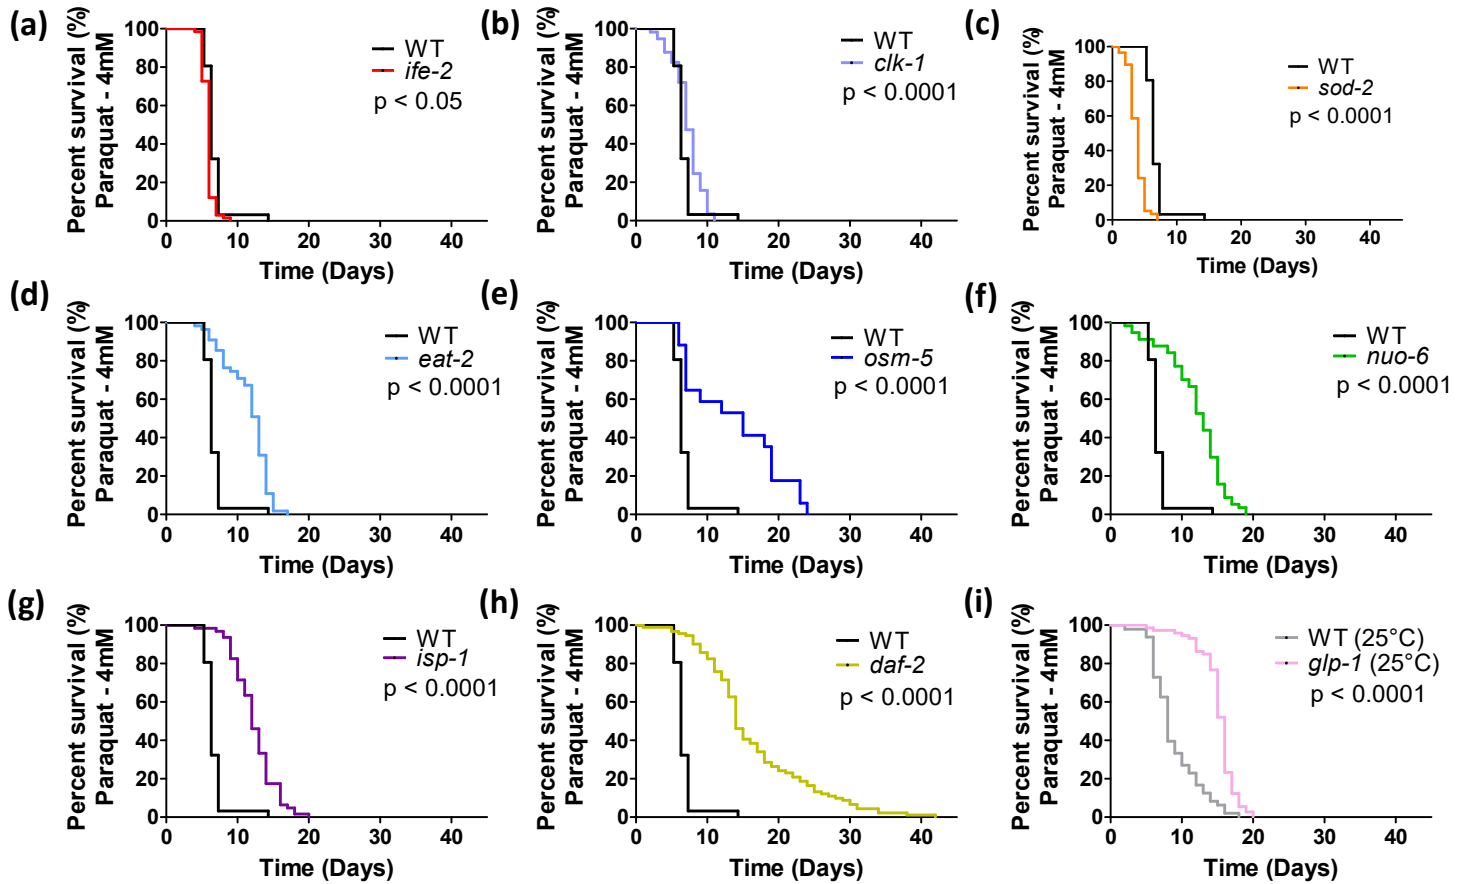 (a)
Percent survival (%)
Paraquat - 4mM
100
80
60
40
20
0
0 10 20 30 40
Time (Days)
WT
ife-2
p < 0.05
(b)
Percent survival (%)
Paraquat - 4mM
100
80
60
40
20
0
0 10 20 30 40
Time (Days)
WT
clk-1
p < 0.0001
(c)
Percent survival (%)
Paraquat - 4mM
100
80
60
40
20
0
0 10 20 30 40
Time (Days)
WT
sod-2
p < 0.0001
(d)
Percent survival (%)
Paraquat - 4mM
100
80
60
40
20
0
0 10 20 30 40
Time (Days)
WT
eat-2
p < 0.0001
(e)
Percent survival (%)
Paraquat - 4mM
100
80
60
40
20
0
0 10 20 30 40
Time (Days)
WT
osm-5
p < 0.0001
(f)
Percent survival (%)
Paraquat - 4mM
100
80
60
40
20
0
0 10 20 30 40
Time (Days)
WT
nuo-6
p < 0.0001
(g)
Percent survival (%)
Paraquat - 4mM
100
80
60
40
20
0
0 10 20 30 40
Time (Days)
WT
isp-1
p < 0.0001
(h)
Percent survival (%)
Paraquat - 4mM
100
80
60
40
20
0
0 10 20 30 40
Time (Days)
WT
daf-2
p < 0.0001
(i)
Percent survival (%)
Paraquat - 4mM
100
80
60
40
20
0
0 10 20 30 40
Time (Days)
WT (25°C)
glp-1 (25°C)
p < 0.0001